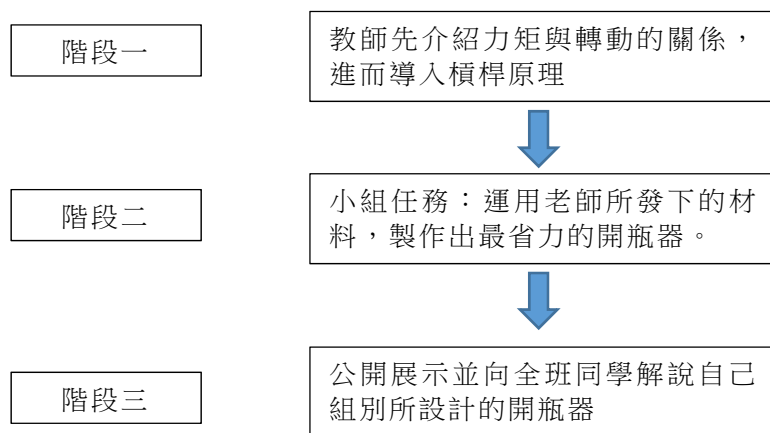 階段一
教師先介紹力矩與轉動的關係，
進而導入槓桿原理
階段二
小組任務：運用老師所發下的材
料，製作出最省力的開瓶器。
階段三
公開展示並向全班同學解說自己
組別所設計的開瓶器